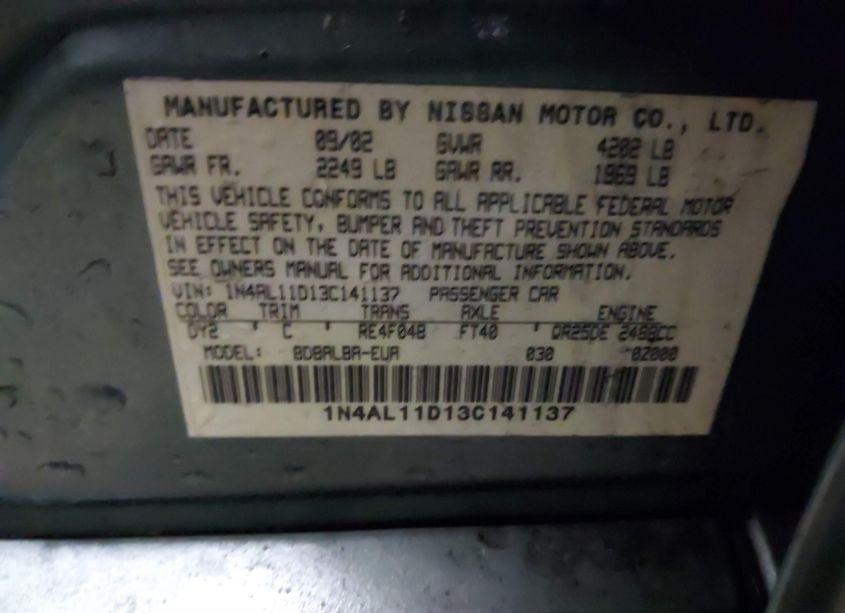 MANUFACTURED BY NISSAN MOTOR CO., LTD.
DATE 09/02 GVWR 4202 LB
GAWR FR. 2249 LB GAWR RR. 1969 LB
THIS VEHICLE CONFORMS TO ALL APPLICABLE FEDERAL MOTOR
VEHICLE SAFETY, BUMPER AND THEFT PREVENTION STANDARDS
IN EFFECT ON THE DATE OF MANUFACTURE SHOWN ABOVE.
SEE OWNERS MANUAL FOR ADDITIONAL INFORMATION.
VIN: 1N4AL11D13C141137 PASSENGER CAR
COLOR TRIM TRANS AXLE ENGINE
DY2 C RE4F04B FT40 QR25DE 2488CC
MODEL: BDBALBA-EUA 030 02000
1N4AL11D13C141137